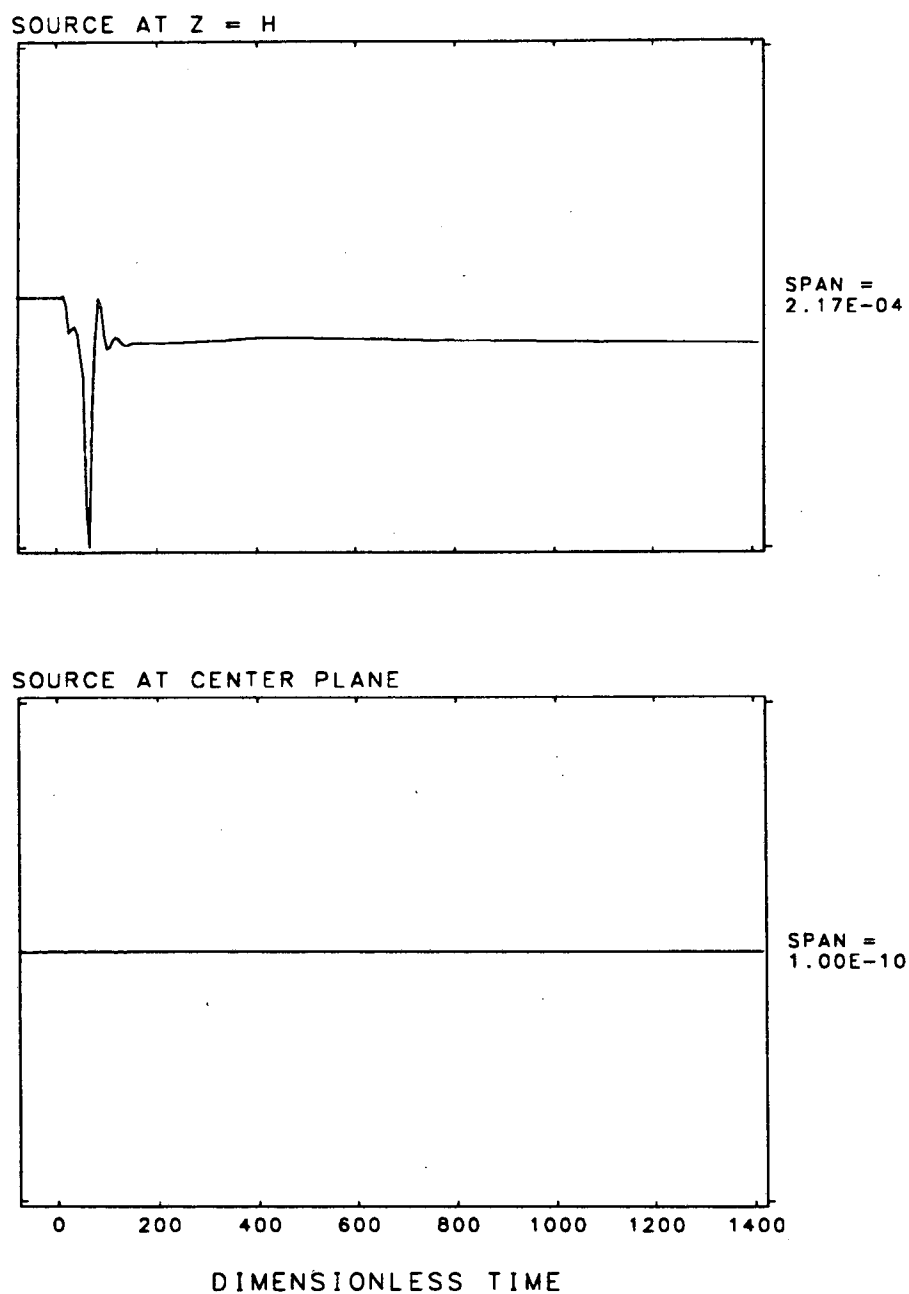 SOURCE AT Z = H
SPAN =
2.17E-04
SOURCE AT CENTER PLANE
SPAN =
1.00E-10
0 200 400 600 800 1000 1200 1400
DIMENSIONLESS TIME